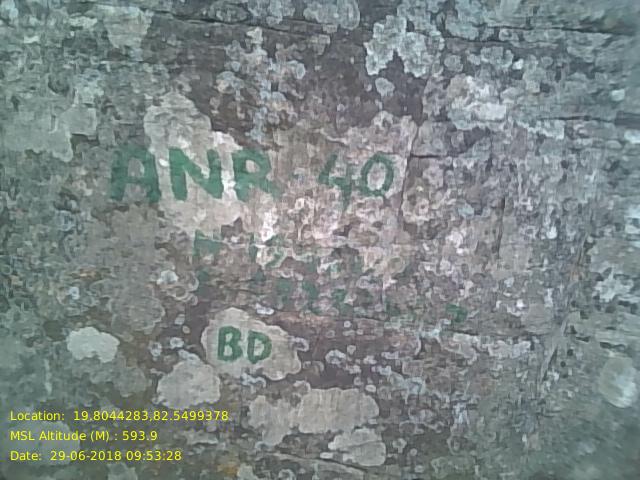 ANR 40
BD
Location: 19.8044283,82.5499378
MSL Altitude (M) : 593.9
Date: 29-06-2018 09:53:28